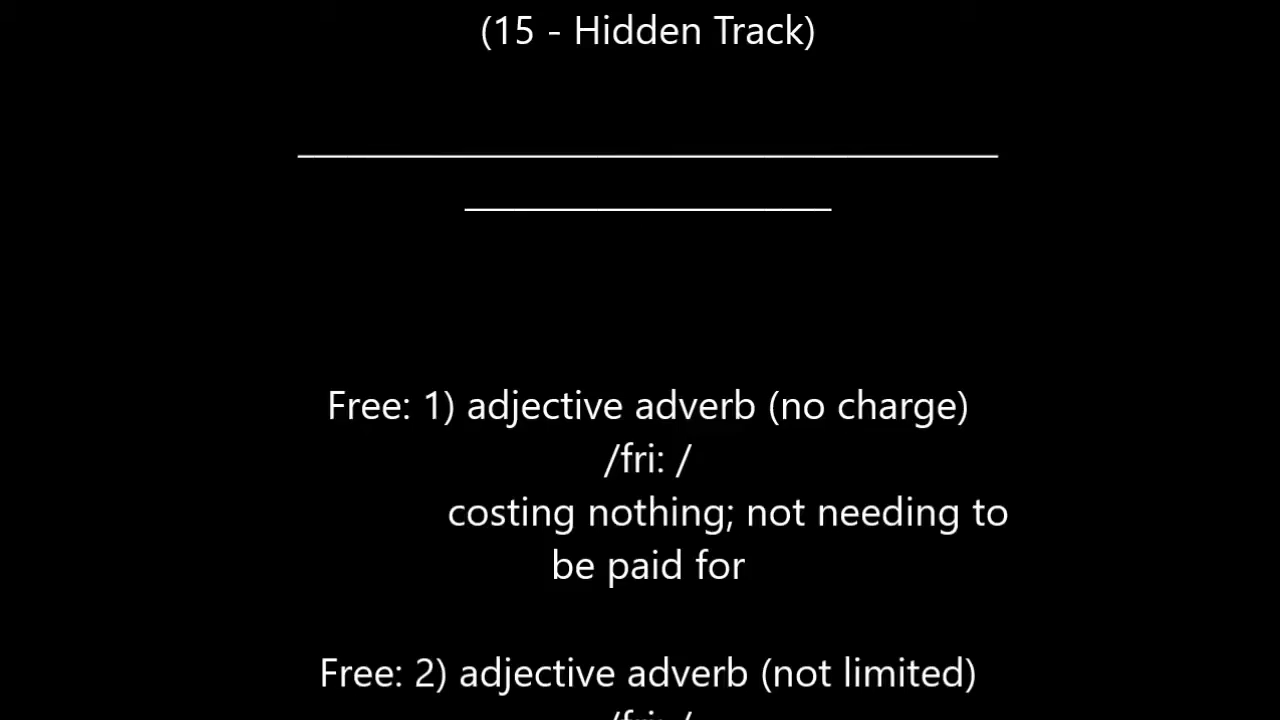 (15 - Hidden Track)
Free: 1) adjective adverb (no charge)
/fri: /
costing nothing; not needing to
be paid for
Free: 2) adjective adverb (not limited)
/fri: /